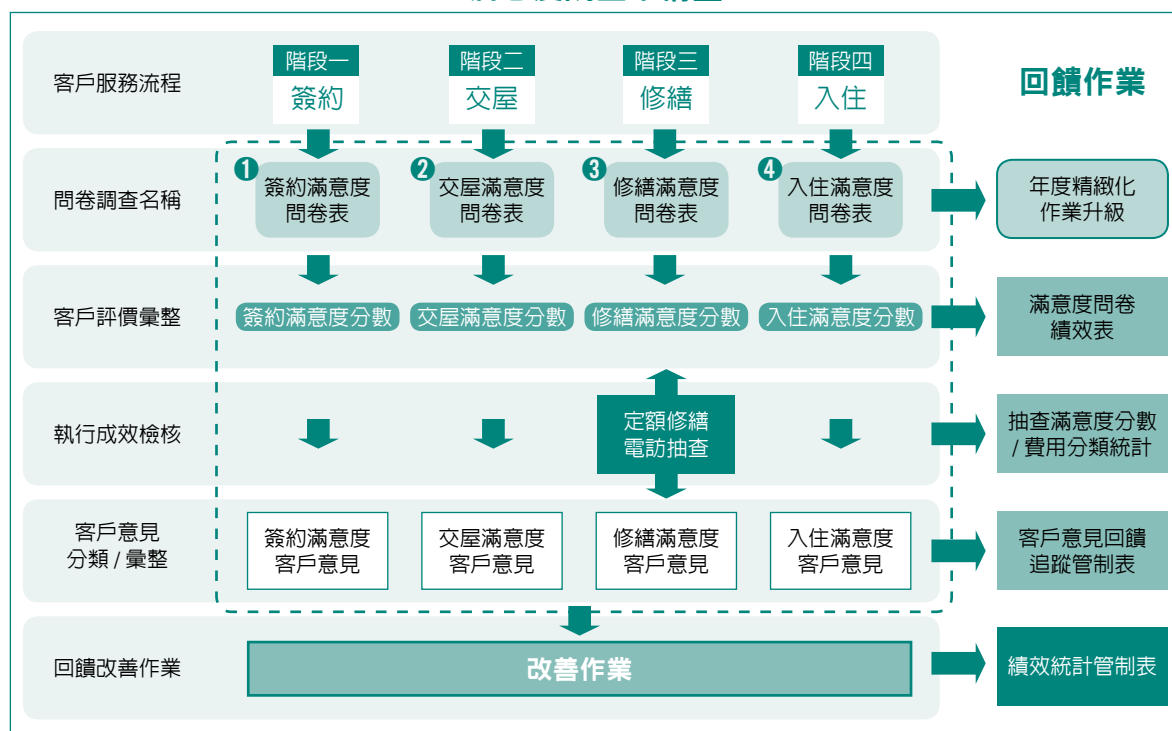 客戶服務流程
階段一
簽約
階段二
交屋
階段三
修繕
階段四
入住
回饋作業
問卷調查名稱
1
簽約滿意度
問卷表
2
交屋滿意度
問卷表
3
修繕滿意度
問卷表
4
入住滿意度
問卷表
年度精緻化
作業升級
客戶評價彙整
簽約滿意度分數
交屋滿意度分數
修繕滿意度分數
入住滿意度分數
滿意度問卷
績效表
執行成效檢核
定額修繕
電訪抽查
抽查滿意度分數
/ 費用分類統計
客戶意見
分類 / 彙整
簽約滿意度
客戶意見
交屋滿意度
客戶意見
修繕滿意度
客戶意見
入住滿意度
客戶意見
客戶意見回饋
追蹤管制表
回饋改善作業
改善作業
績效統計管制表